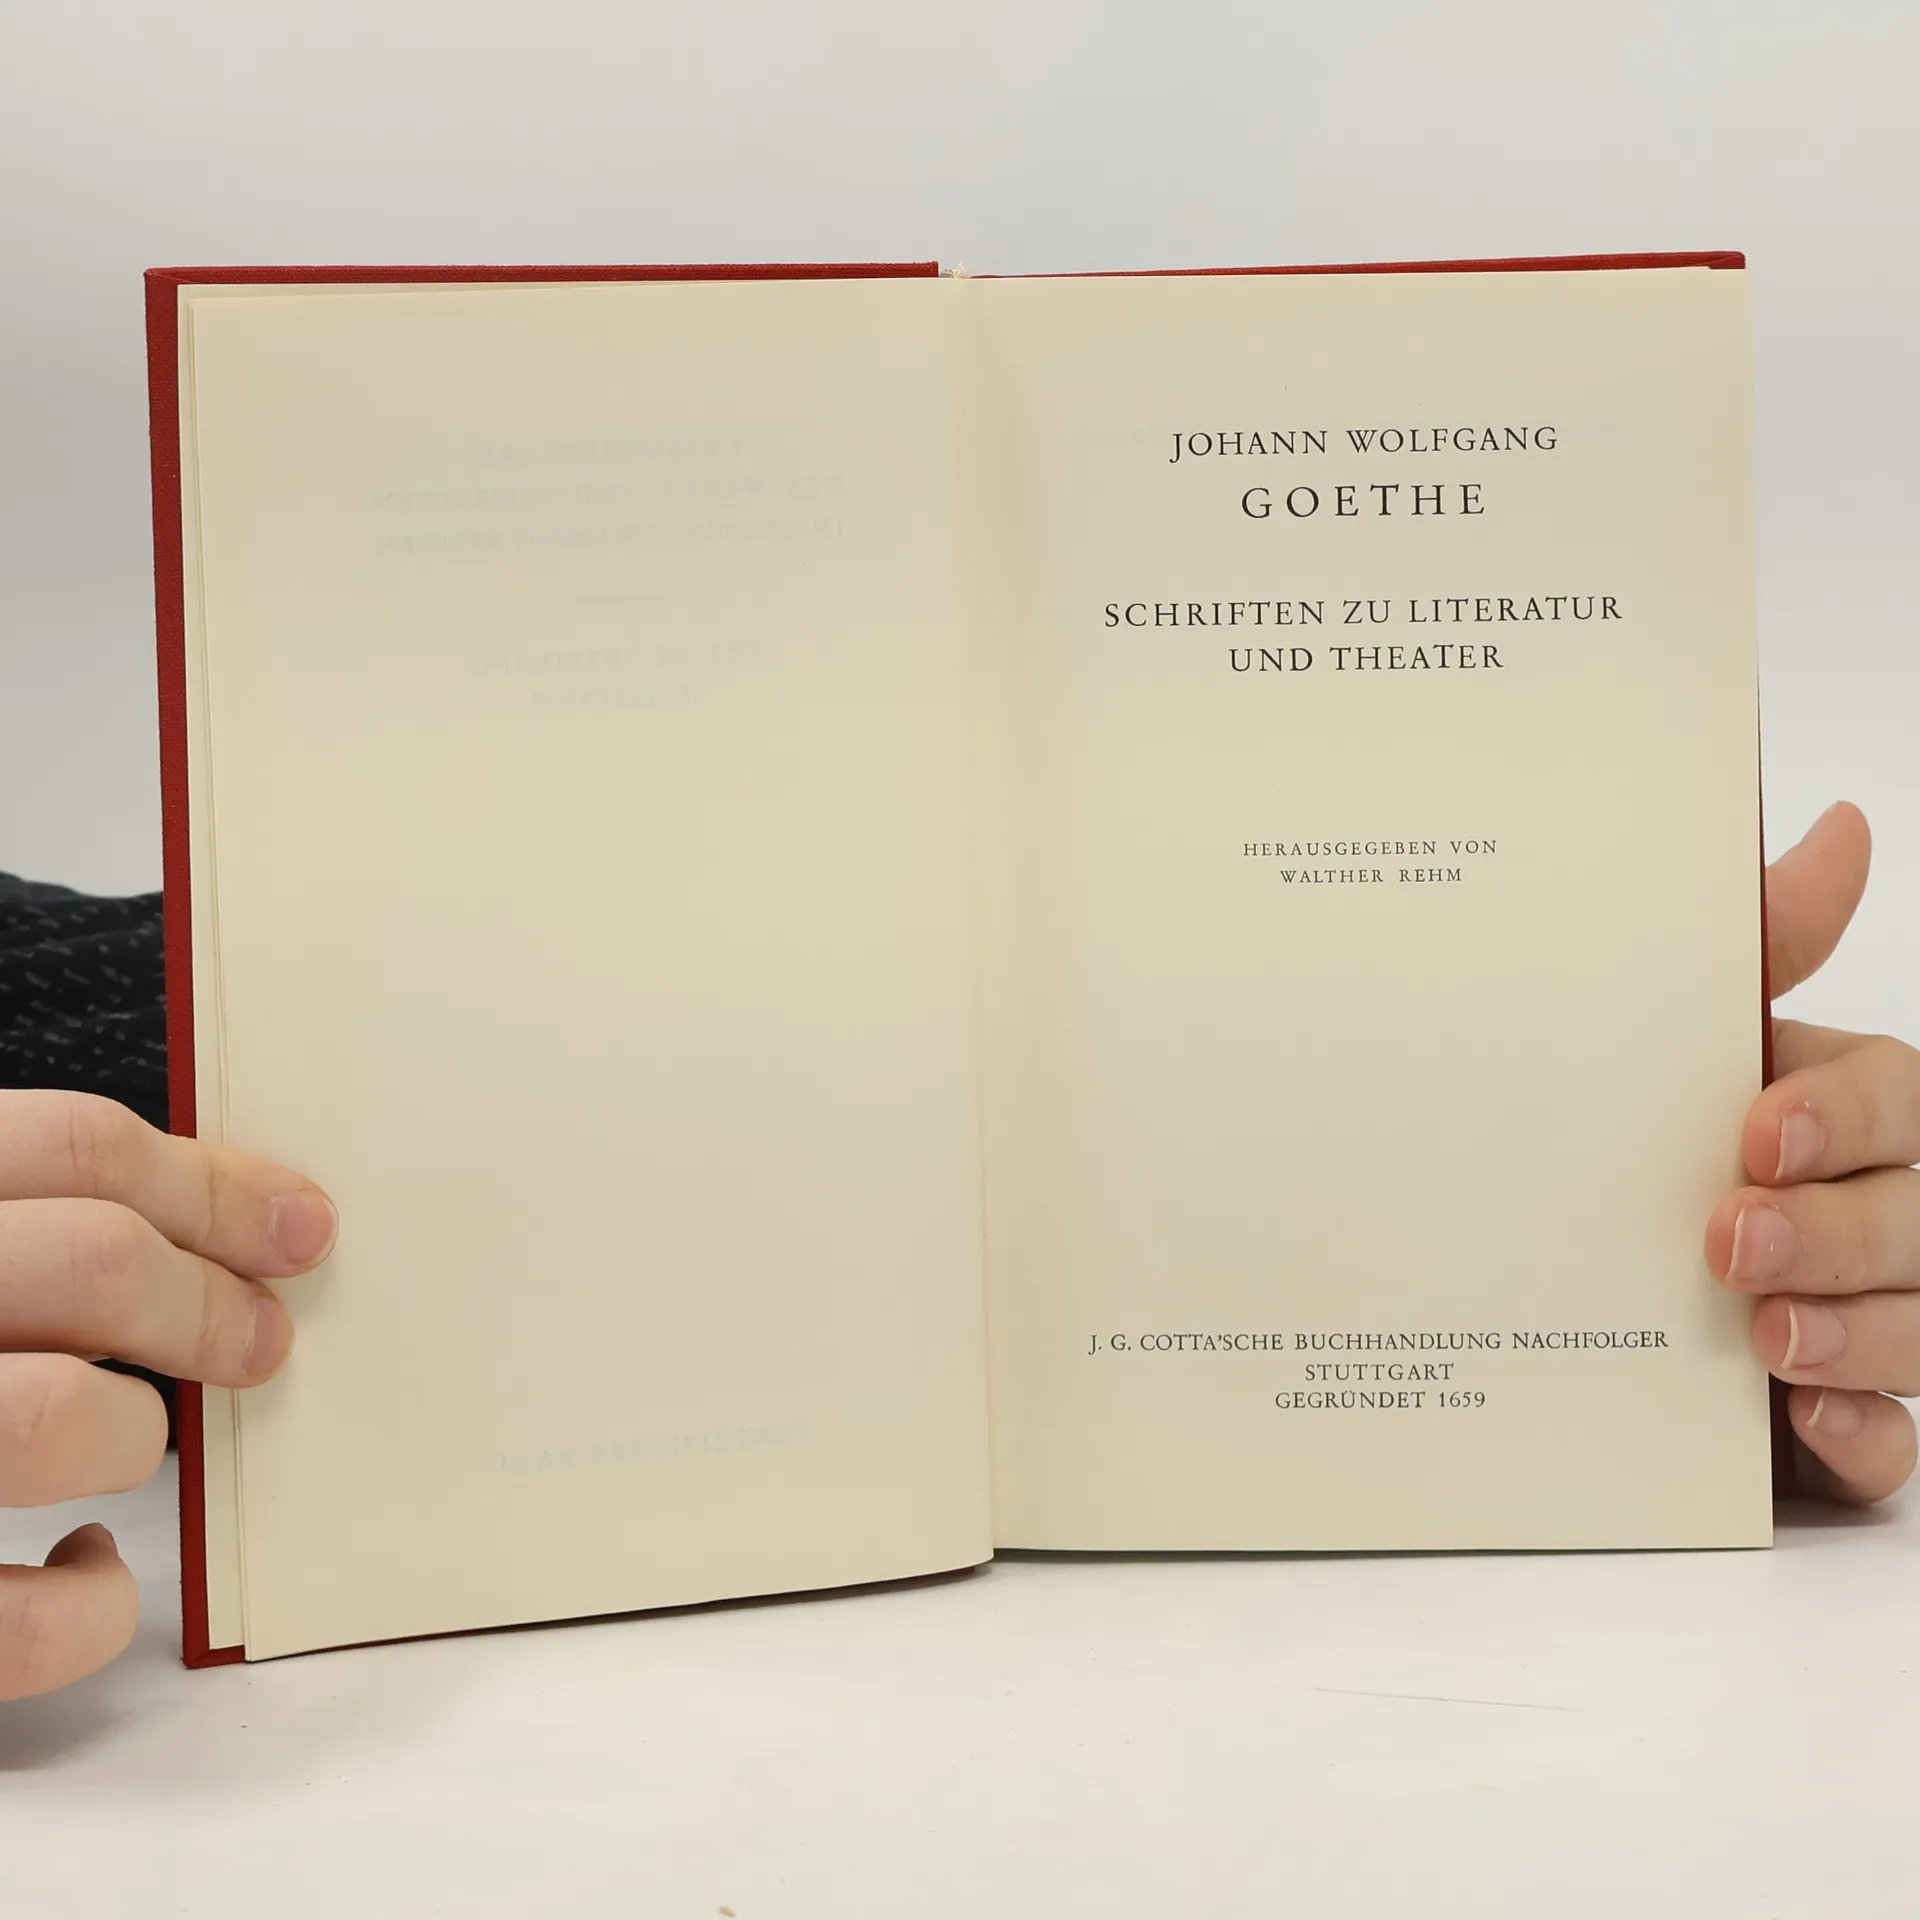 JOHANN WOLFGANG
GOETHE
SCHRIFTEN ZU LITERATUR
UND THEATER
HERAUSGEGEBEN VON
WALTHER REHM
J. G. COTTA'SCHE BUCHHANDLUNG NACHFOLGER
STUTTGART
GEGRÜNDET 1659